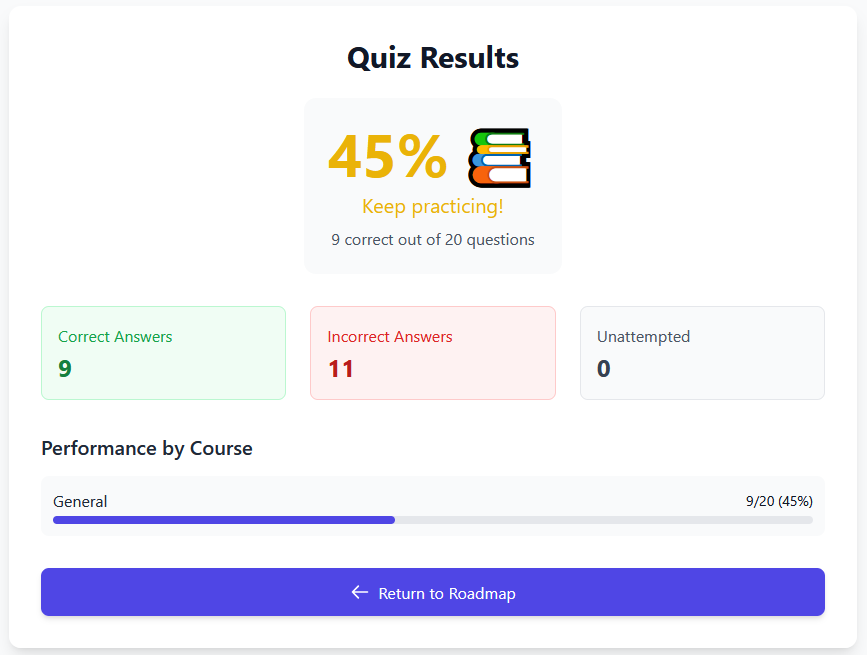 Quiz Results
45%
Keep practicing!
9 correct out of 20 questions
Correct Answers
9
Incorrect Answers
11
Unattempted
0
Performance by Course
General
9/20 (45%)
Return to Roadmap